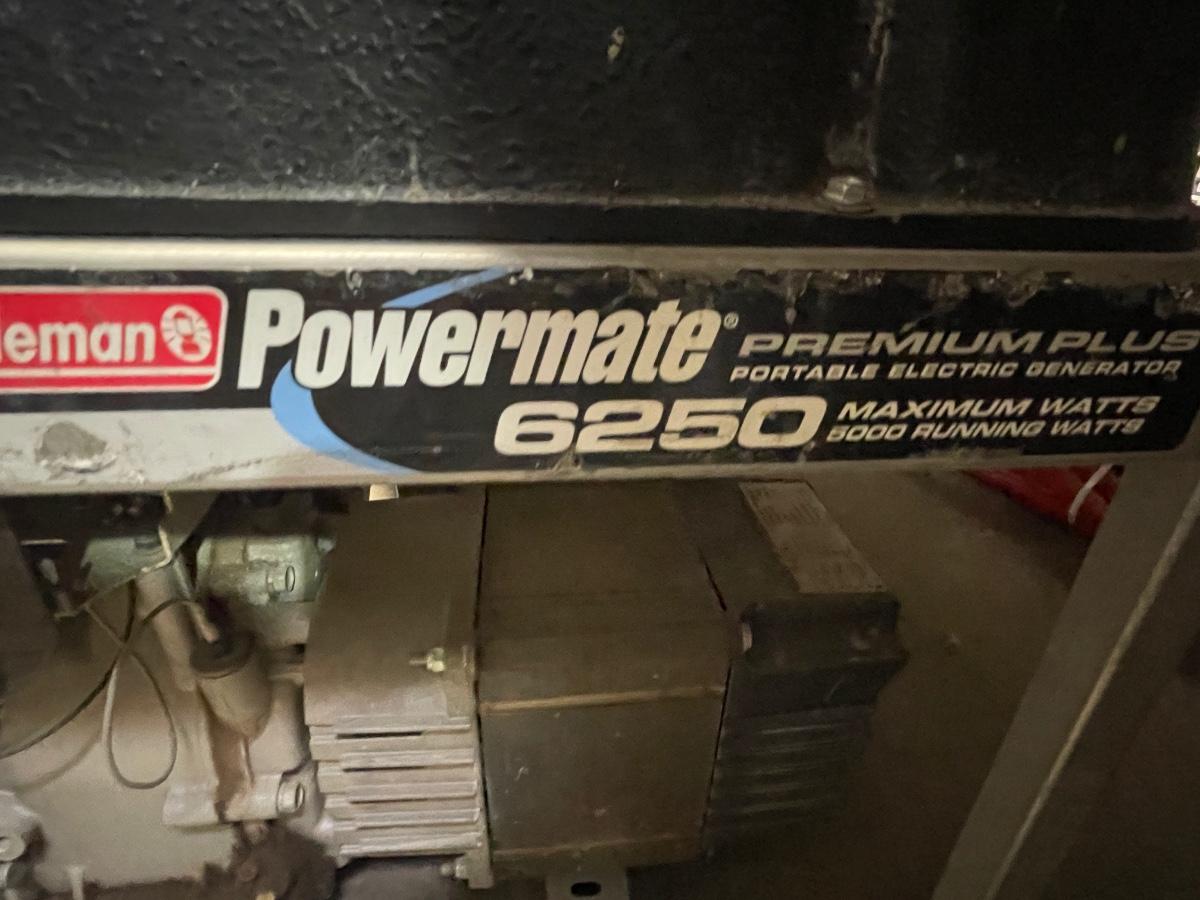 leman Powermate® PREMIUM PLUS
PORTABLE ELECTRIC GENERATOR
6250 MAXIMUM WATTS
5000 RUNNING WATTS